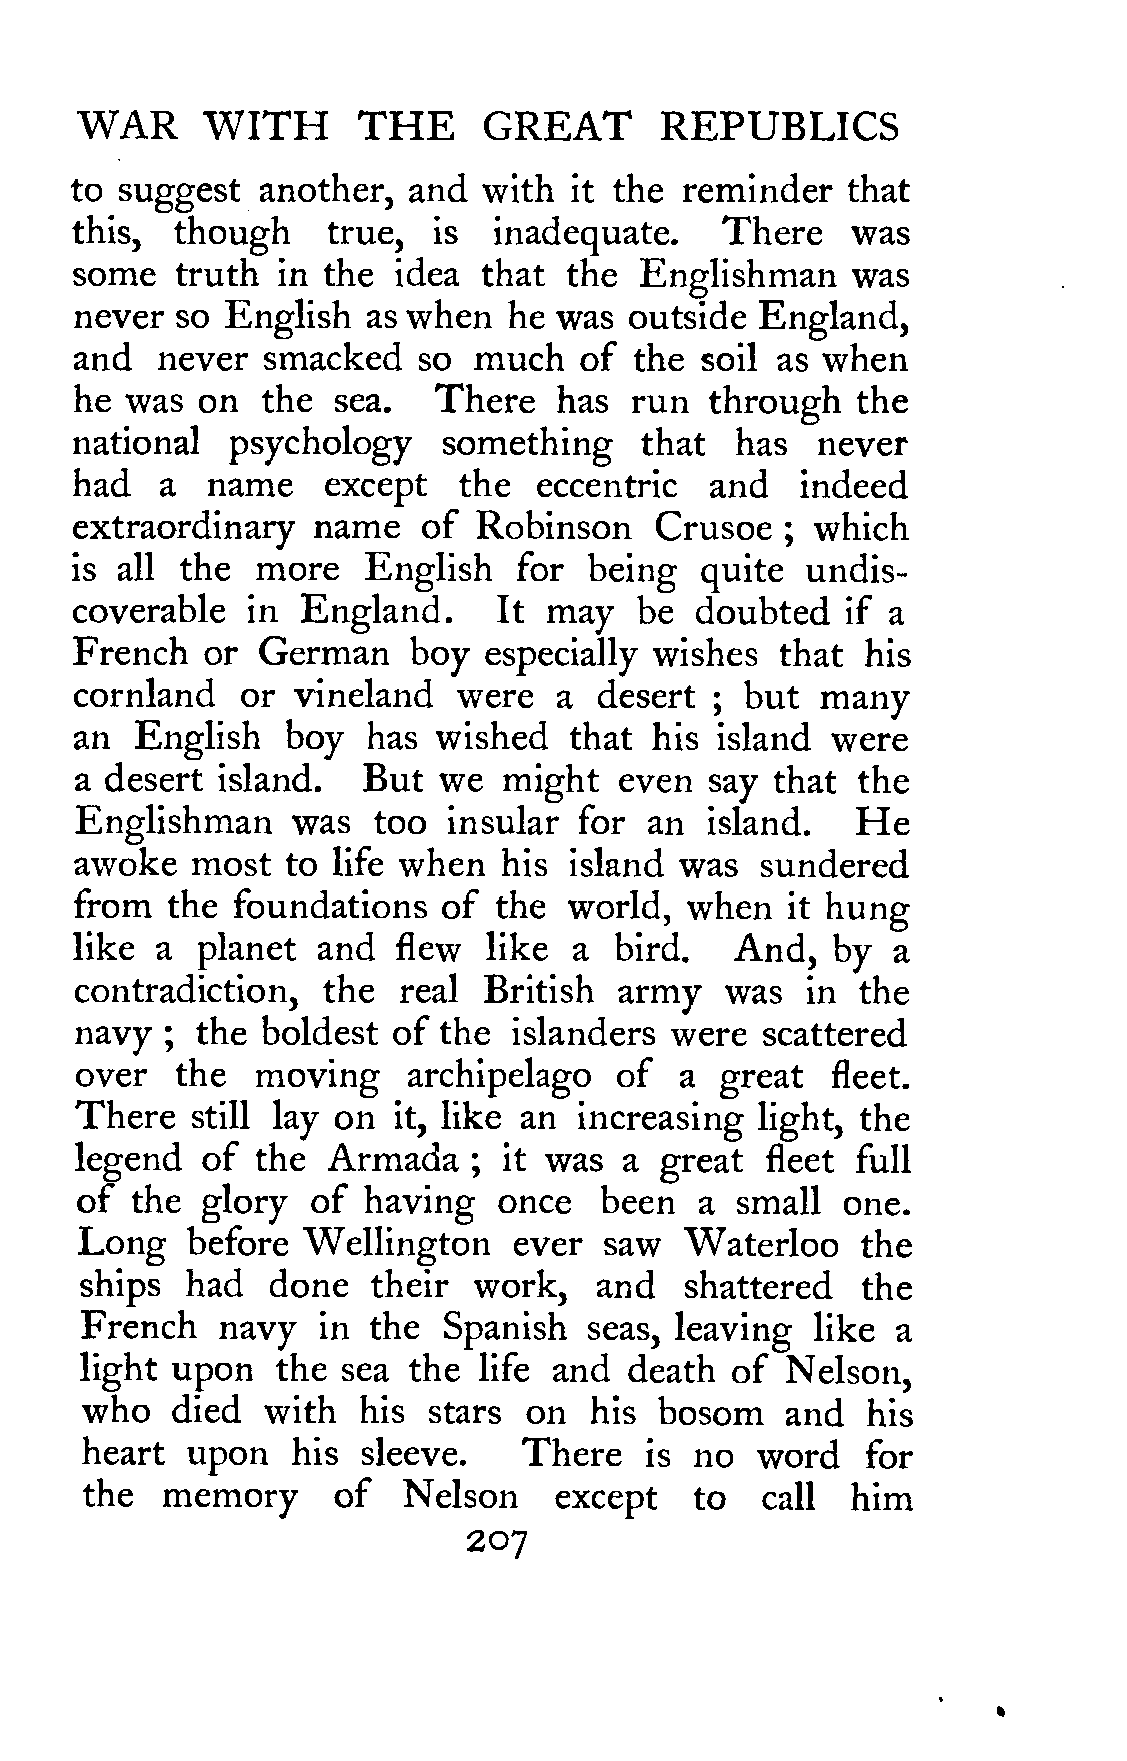 WAR WITH THE GREAT REPUBLICS
to suggest another, and with it the reminder that
this, though true, is inadequate. There was
some truth in the idea that the Englishman was
never so English as when he was outside England,
and never smacked so much of the soil as when
he was on the sea. There has run through the
national psychology something that has never
had a name except the eccentric and indeed
extraordinary name of Robinson Crusoe ; which
is all the more English for being quite undis-
coverable in England. It may be doubted if a
French or German boy especially wishes that his
cornland or vineland were a desert ; but many
an English boy has wished that his island were
a desert island. But we might even say that the
Englishman was too insular for an island. He
awoke most to life when his island was sundered
from the foundations of the world, when it hung
like a planet and flew like a bird. And, by a
contradiction, the real British army was in the
navy ; the boldest of the islanders were scattered
over the moving archipelago of a great fleet.
There still lay on it, like an increasing light, the
legend of the Armada ; it was a great fleet full
of the glory of having once been a small one.
Long before Wellington ever saw Waterloo the
ships had done their work, and shattered the
French navy in the Spanish seas, leaving like a
light upon the sea the life and death of Nelson,
who died with his stars on his bosom and his
heart upon his sleeve. There is no word for
the memory of Nelson except to call him
207